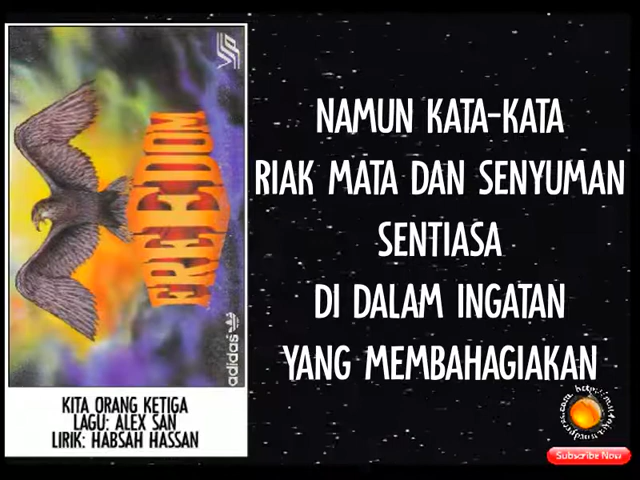 VSP
FREEDOM
adidas
KITA ORANG KETIGA
LAGU: ALEX SAN
LIRIK: HABSAH HASSAN
NAMUN KATA-KATA
RIAK MATA DAN SENYUMAN
SENTIASA
DI DALAM INGATAN
YANG MEMBAHAGIAKAN
Subscribe Now